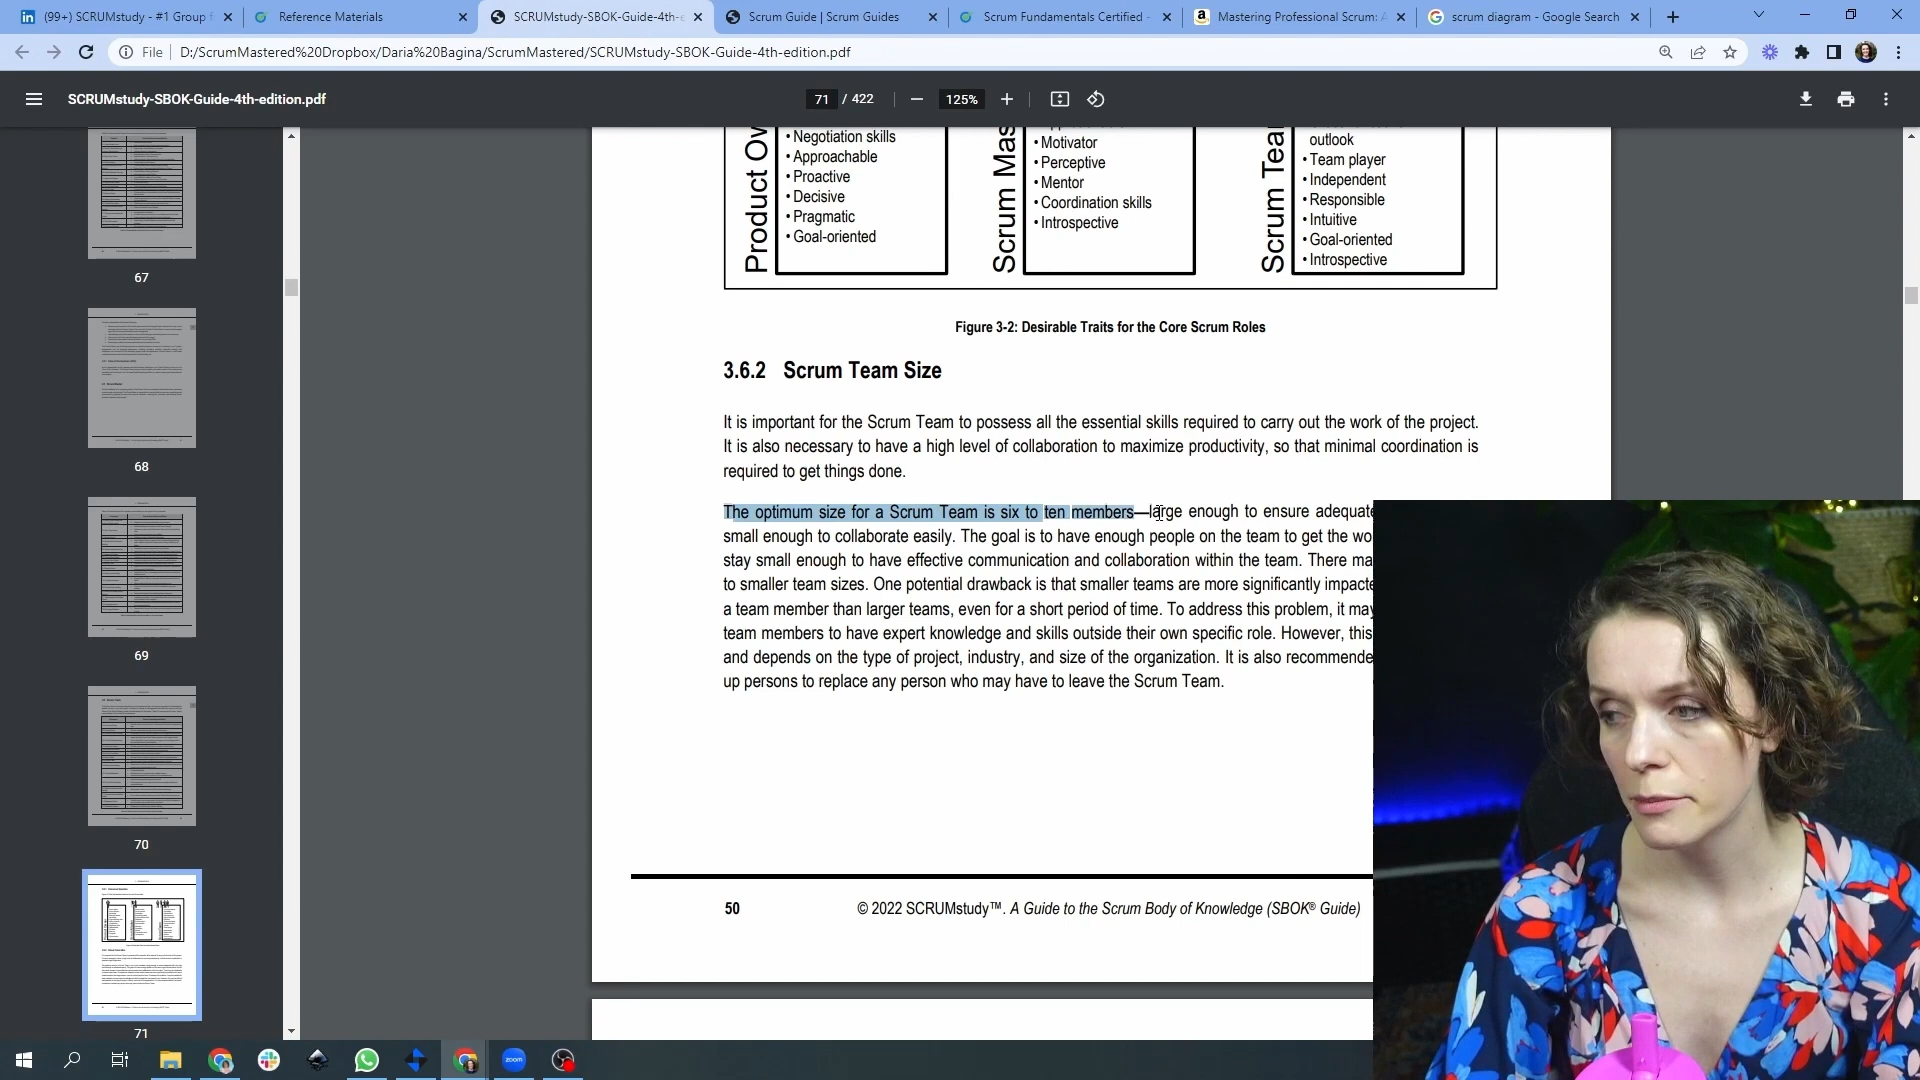 (99+) SCRUMstudy - #1 Group f
Reference Materials
SCRUMstudy-SBOK-Guide-4th-e
Scrum Guide | Scrum Guides
Scrum Fundamentals Certified -
Mastering Professional Scrum: A
scrum diagram - Google Search
File
D:/ScrumMastered%20Dropbox/Daria%20Bagina/ScrumMastered/SCRUMstudy-SBOK-Guide-4th-edition.pdf
SCRUMstudy-SBOK-Guide-4th-edition.pdf
71 / 422
125%
67
68
69
70
71
Product Ow
• Negotiation skills
• Approachable
• Proactive
• Decisive
• Pragmatic
• Goal-oriented
Scrum Mas
• Motivator
• Perceptive
• Mentor
• Coordination skills
• Introspective
Scrum Tea
outlook
• Team player
• Independent
• Responsible
• Intuitive
• Goal-oriented
• Introspective
Figure 3-2: Desirable Traits for the Core Scrum Roles
3.6.2 Scrum Team Size
It is important for the Scrum Team to possess all the essential skills required to carry out the work of the project.
It is also necessary to have a high level of collaboration to maximize productivity, so that minimal coordination is
required to get things done.
The optimum size for a Scrum Team is six to ten members—large enough to ensure adequate
small enough to collaborate easily. The goal is to have enough people on the team to get the wo
stay small enough to have effective communication and collaboration within the team. There ma
to smaller team sizes. One potential drawback is that smaller teams are more significantly impacte
a team member than larger teams, even for a short period of time. To address this problem, it may
team members to have expert knowledge and skills outside their own specific role. However, this
and depends on the type of project, industry, and size of the organization. It is also recommende
up persons to replace any person who may have to leave the Scrum Team.
50
© 2022 SCRUMstudy™. A Guide to the Scrum Body of Knowledge (SBOK® Guide)
zoom